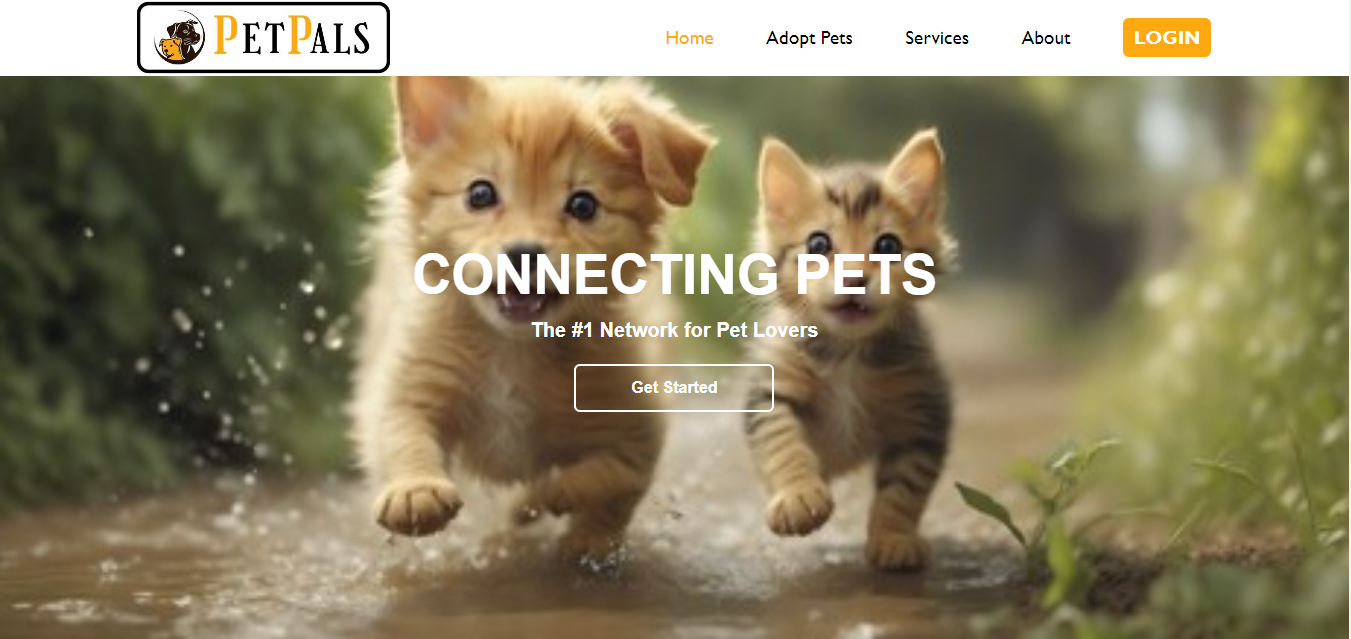 PETPALS
Home
Adopt Pets
Services
About
LOGIN
CONNECTING PETS
The #1 Network for Pet Lovers
Get Started